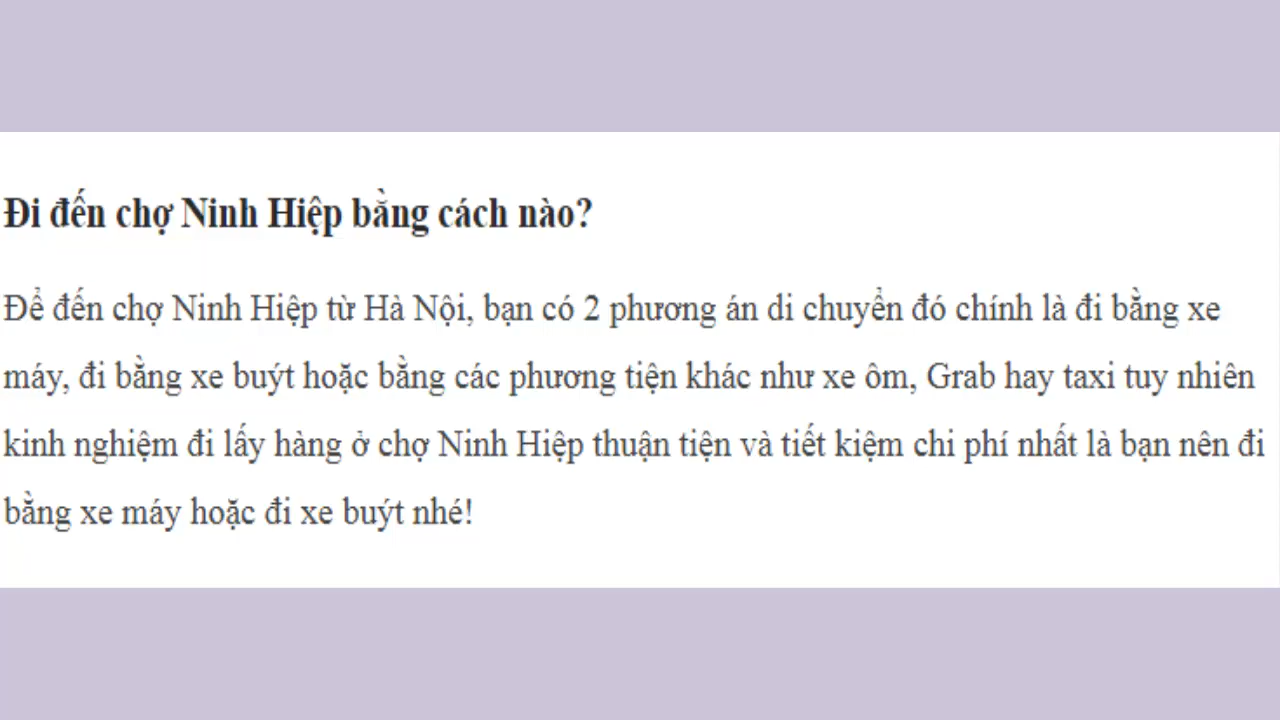 Đi đến chợ Ninh Hiệp bằng cách nào?
Để đến chợ Ninh Hiệp từ Hà Nội, bạn có 2 phương án di chuyển đó chính là đi bằng xe
máy, đi bằng xe buýt hoặc bằng các phương tiện khác như xe ôm, Grab hay taxi tuy nhiên
kinh nghiệm đi lấy hàng ở chợ Ninh Hiệp thuận tiện và tiết kiệm chi phí nhất là bạn nên đi
bằng xe máy hoặc đi xe buýt nhé!